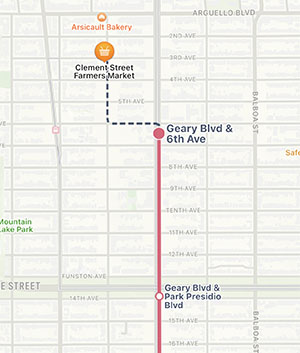 ARGUELLO BLVD
Arsicault Bakery
2ND AVE
3RD AVE
Clement Street
Farmers Market
4TH AVE
5TH AVE
BALBOA ST
Geary Blvd &
6th Ave
Safe
8TH AVE
9TH AVE
TENTH AVE
11TH AVE
Mountain
Lake Park
12TH AVE
FUNSTON AVE
E STREET
Geary Blvd &
Park Presidio
Blvd
14TH AVE
15TH AVE
BALBOA ST
16TH AVE